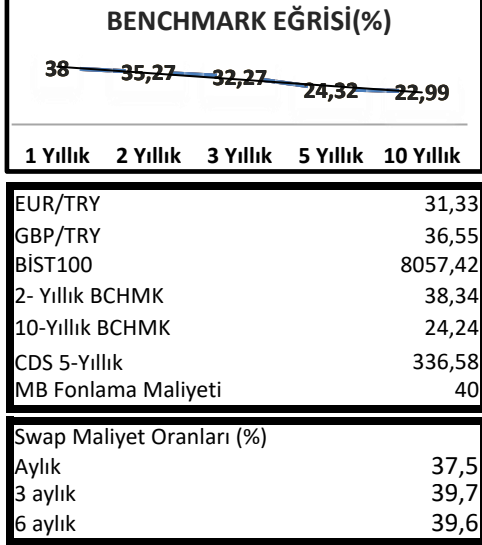 BENCHMARK EĞRİSİ(%)
38 35,27 32,27 24,32 22,99
1 Yıllık 2 Yıllık 3 Yıllık 5 Yıllık 10 Yıllık
EUR/TRY 31,33
GBP/TRY 36,55
BİST100 8057,42
2- Yıllık BCHMK 38,34
10-Yıllık BCHMK 24,24
CDS 5-Yıllık 336,58
MB Fonlama Maliyeti 40
Swap Maliyet Oranları (%)
Aylık 37,5
3 aylık 39,7
6 aylık 39,6